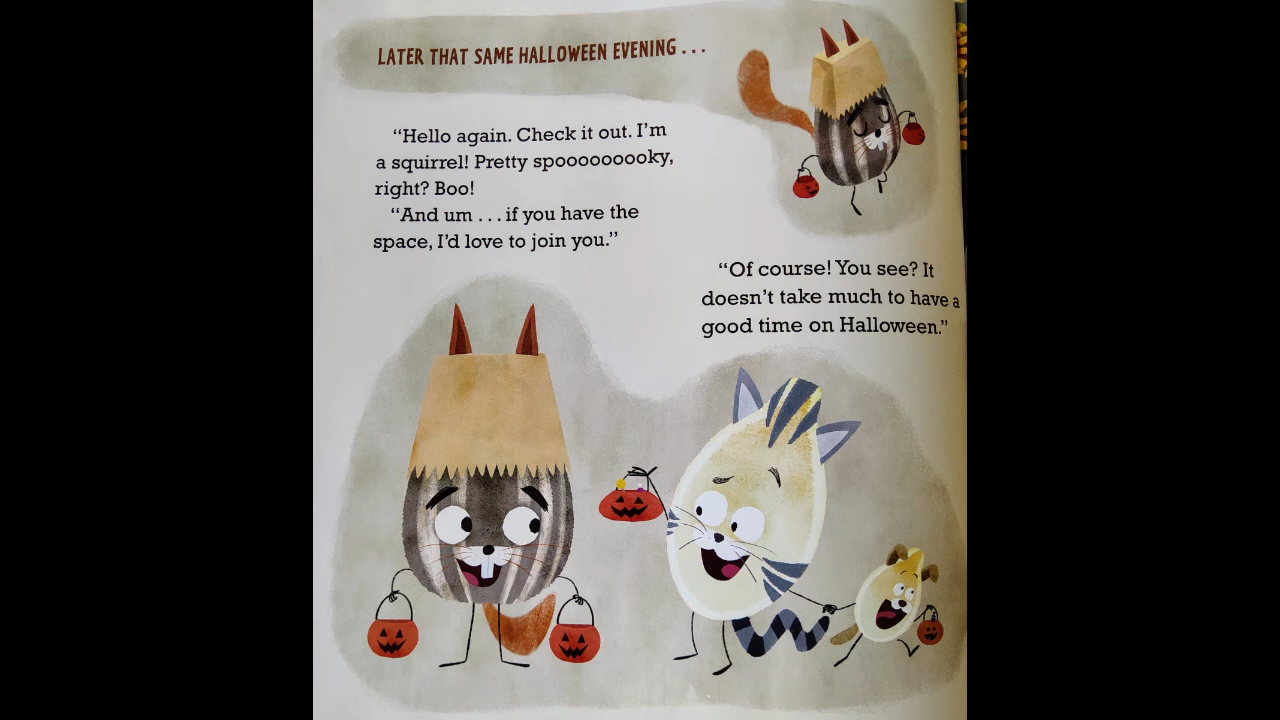 LATER THAT SAME HALLOWEEN EVENING . . .
“Hello again. Check it out. I’m
a squirrel! Pretty spooooooooky,
right? Boo!
“And um . . . if you have the
space, I’d love to join you.”
“Of course! You see? It
doesn’t take much to have a
good time on Halloween.”